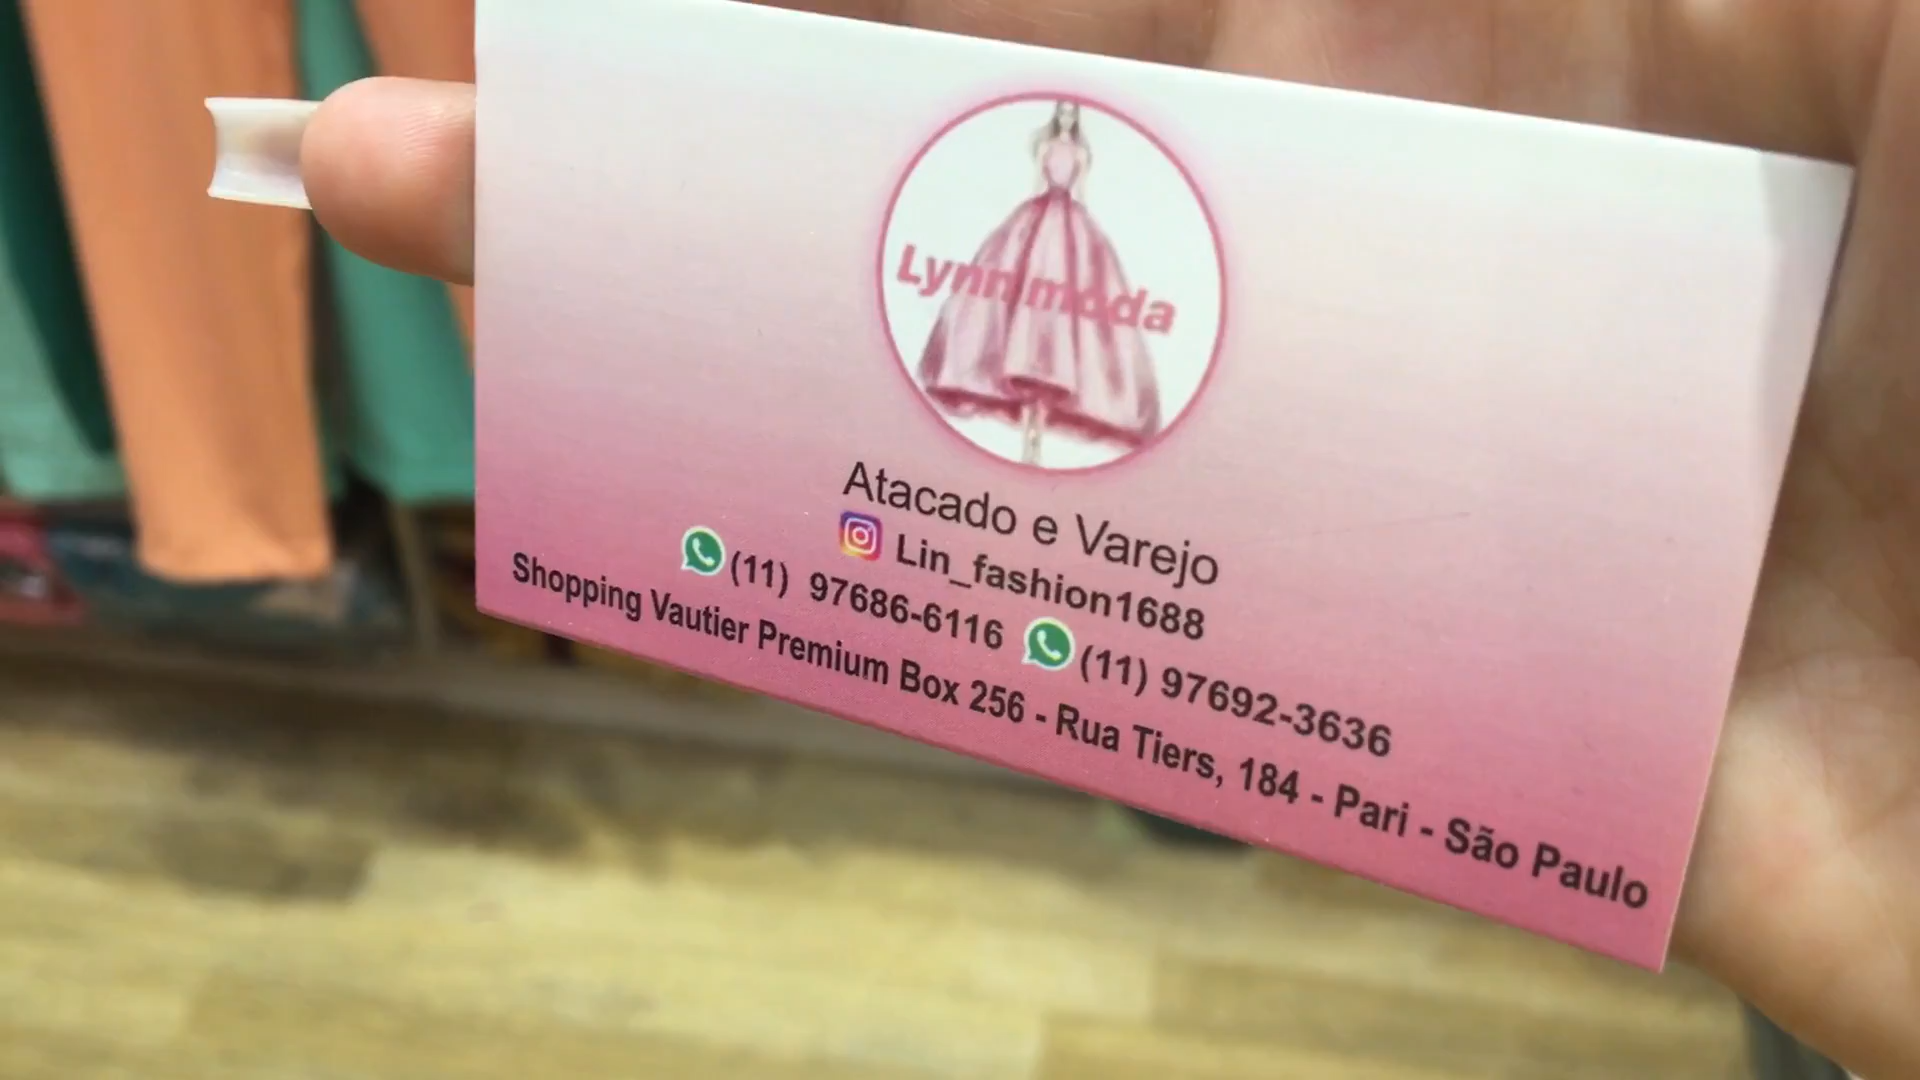 Lynn moda
Atacado e Varejo
Lin_fashion1688
(11) 97686-6116 (11) 97692-3636
Shopping Vautier Premium Box 256 - Rua Tiers, 184 - Pari - São Paulo